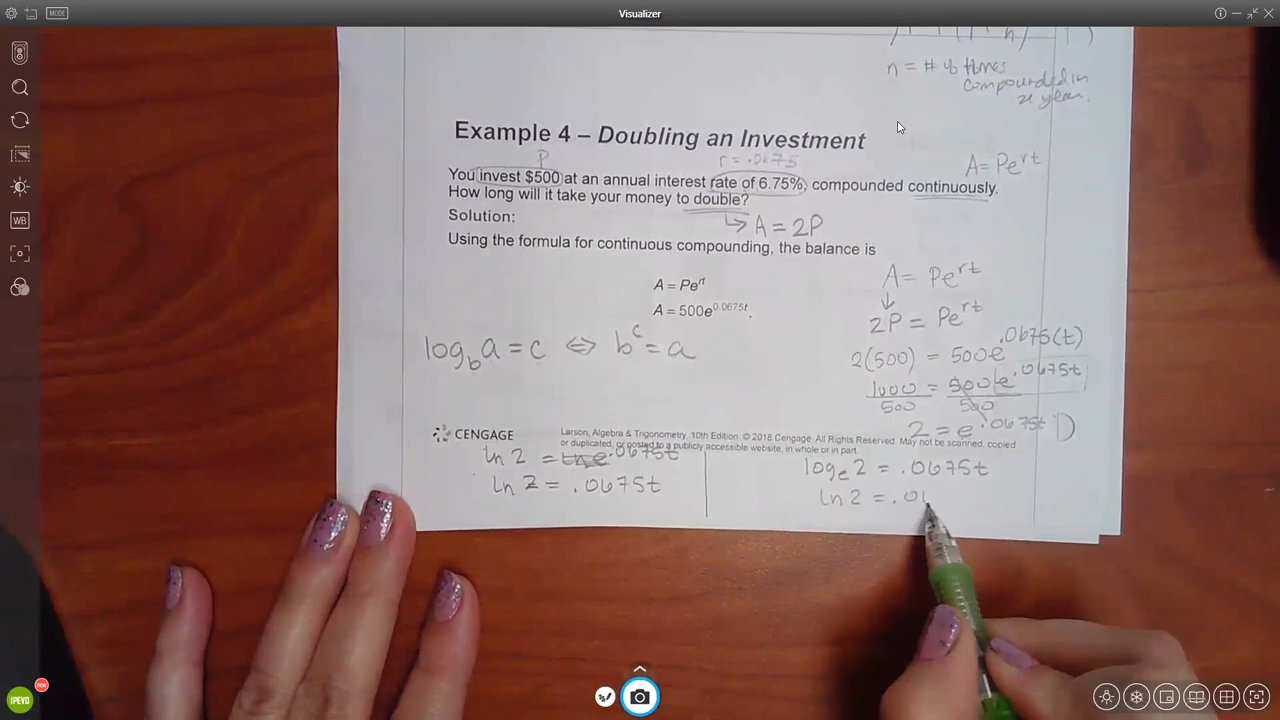 MODE
Visualizer
n = # of times
compounded in
Example 4 – Doubling an Investment
P
r = .0675
A = Pe^rt
You invest $500 at an annual interest rate of 6.75%, compounded continuously.
How long will it take your money to double?
Solution:
A = 2P
Using the formula for continuous compounding, the balance is
A = Pe^rt
A = Pe^rt
A = 500e^0.0675t.
2P = Pe^rt
log_b a = c ⇔ b^c = a
2(500) = 500e^.0675(t)
1000 = 500e^.0675t
500 500
2 = e^.0675t
CENGAGE
Larson, Algebra & Trigonometry, 10th Edition. © 2018 Cengage. All Rights Reserved. May not be scanned, copied
or duplicated, or posted to a publicly accessible website, in whole or in part.
ln 2 = ln e .0675t
log_e 2 = .0675t
ln 2 = .0675t
ln 2 = .0
WB
IPEVO
new